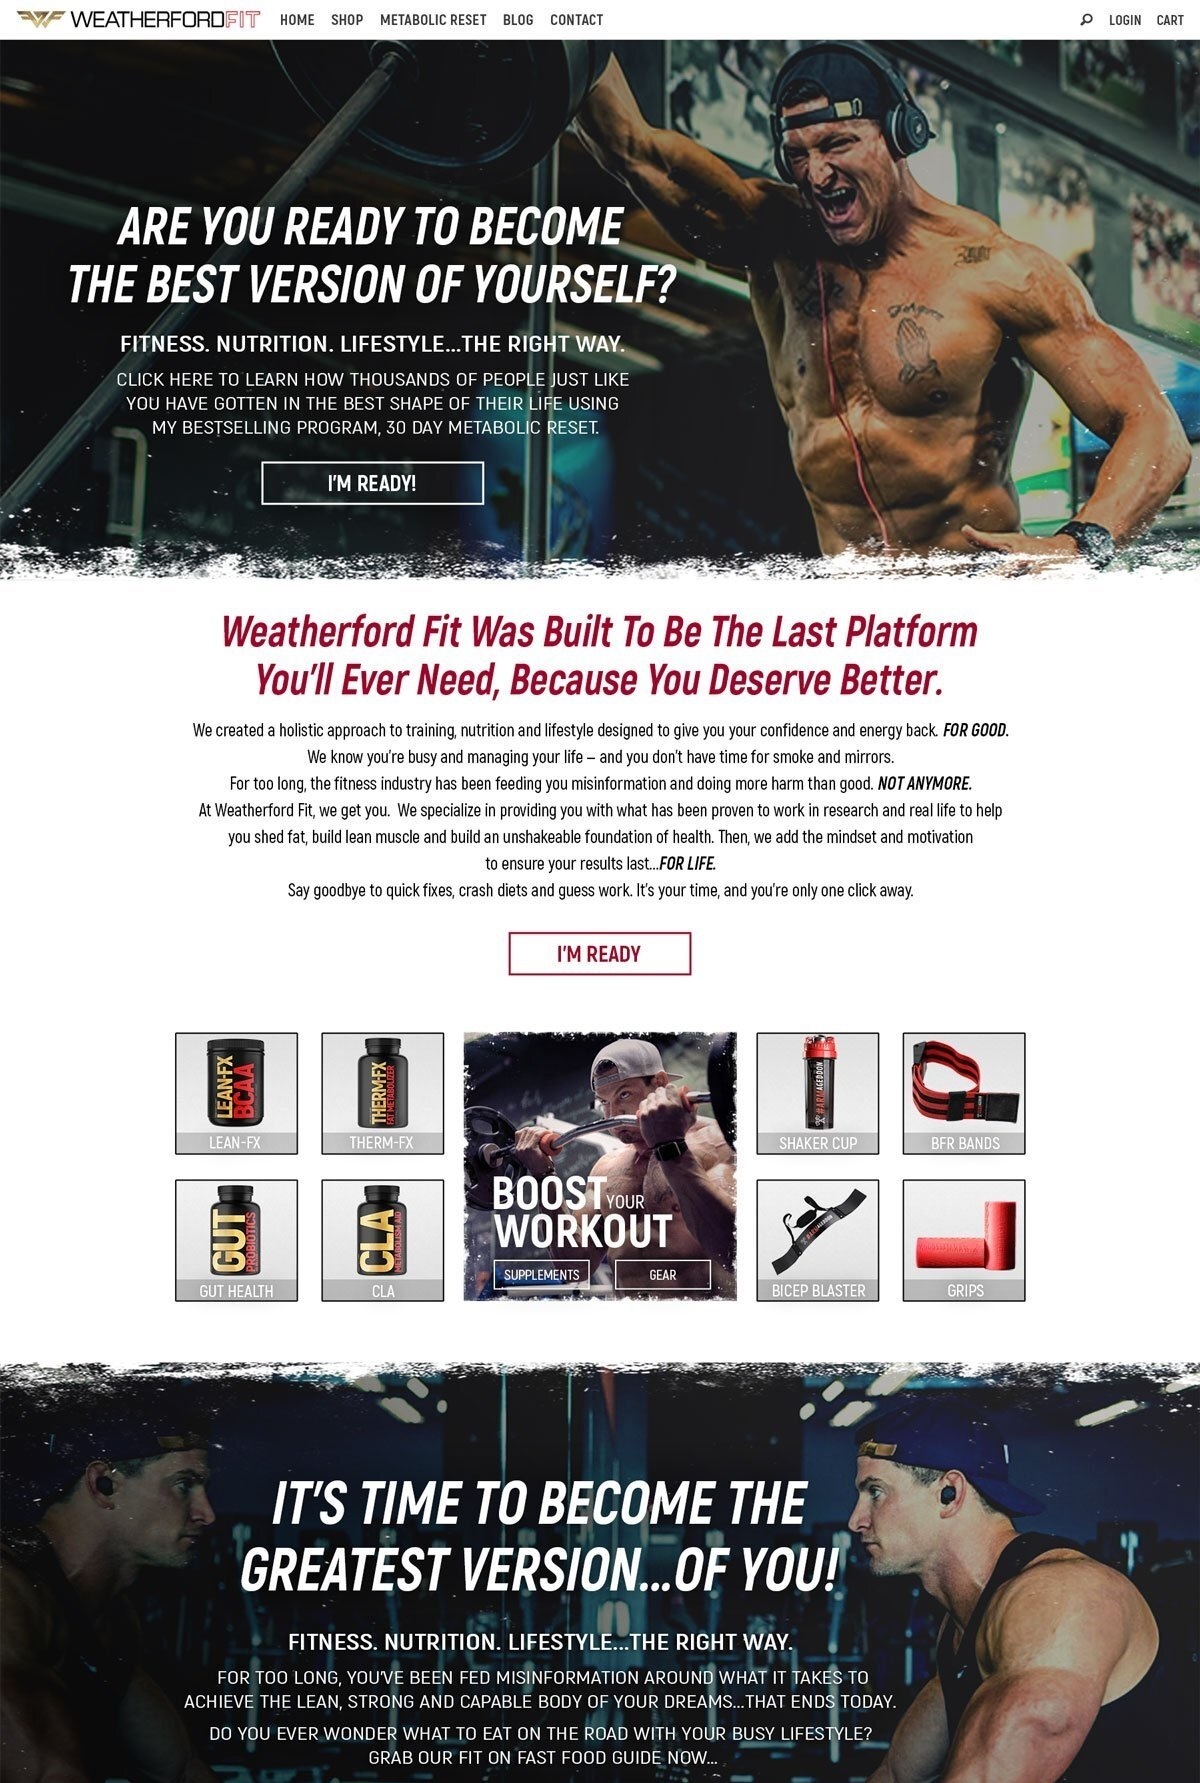 WEATHERFORDFIT HOME SHOP METABOLIC RESET BLOG CONTACT LOGIN CART
ARE YOU READY TO BECOME
THE BEST VERSION OF YOURSELF?
FITNESS. NUTRITION. LIFESTYLE...THE RIGHT WAY.
CLICK HERE TO LEARN HOW THOUSANDS OF PEOPLE JUST LIKE
YOU HAVE GOTTEN IN THE BEST SHAPE OF THEIR LIFE USING
MY BESTSELLING PROGRAM, 30 DAY METABOLIC RESET.
I'M READY!
Weatherford Fit Was Built To Be The Last Platform
You'll Ever Need, Because You Deserve Better.
We created a holistic approach to training, nutrition and lifestyle designed to give you your confidence and energy back. FOR GOOD.
We know you're busy and managing your life – and you don't have time for smoke and mirrors.
For too long, the fitness industry has been feeding you misinformation and doing more harm than good. NOT ANYMORE.
At Weatherford Fit, we get you. We specialize in providing you with what has been proven to work in research and real life to help
you shed fat, build lean muscle and build an unshakeable foundation of health. Then, we add the mindset and motivation
to ensure your results last...FOR LIFE.
Say goodbye to quick fixes, crash diets and guess work. It's your time, and you're only one click away.
I'M READY
LEAN-FX
BCAA
LEAN-FX
THERM-FX
FAT METABOLIZER
THERM-FX
GUT
PROBIOTICS
GUT HEALTH
CLA
METABOLISM AID
CLA
BOOST YOUR
WORKOUT
SUPPLEMENTS
GEAR
#ARMAGEDDON
SHAKER CUP
BFR BANDS
#ARMAGEDDON
BICEP BLASTER
GRIPS
IT'S TIME TO BECOME THE
GREATEST VERSION...OF YOU!
FITNESS. NUTRITION. LIFESTYLE...THE RIGHT WAY.
FOR TOO LONG, YOU'VE BEEN FED MISINFORMATION AROUND WHAT IT TAKES TO
ACHIEVE THE LEAN, STRONG AND CAPABLE BODY OF YOUR DREAMS...THAT ENDS TODAY.
DO YOU EVER WONDER WHAT TO EAT ON THE ROAD WITH YOUR BUSY LIFESTYLE?
GRAB OUR FIT ON FAST FOOD GUIDE NOW...